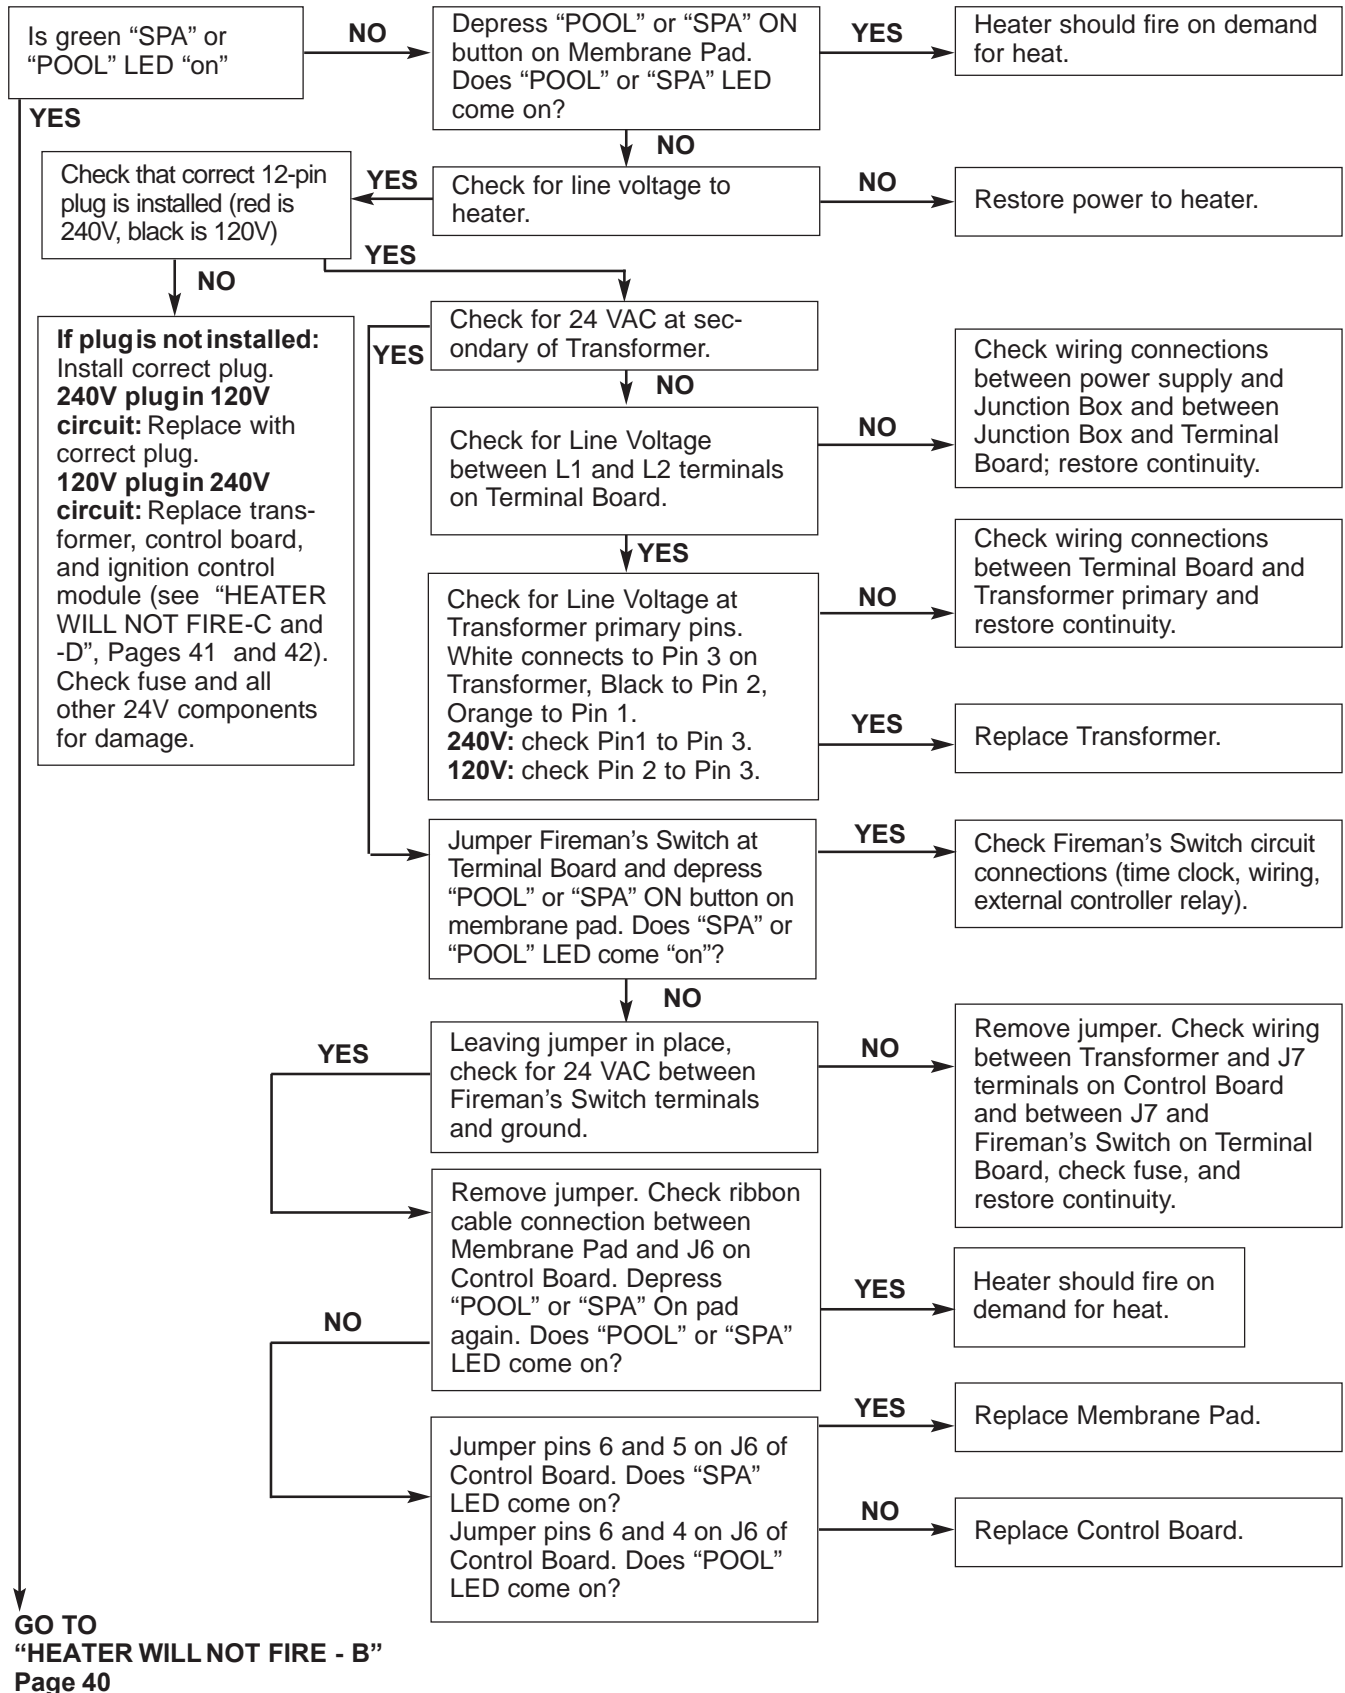 Is green “SPA” or
“POOL” LED “on”
NO
Depress “POOL” or “SPA” ON
button on Membrane Pad.
Does “POOL” or “SPA” LED
come on?
YES
Heater should fire on demand
for heat.
YES
NO
Check that correct 12-pin
plug is installed (red is
240V, black is 120V)
YES
Check for line voltage to
heater.
NO
Restore power to heater.
YES
NO
If plug is not installed:
Install correct plug.
240V plug in 120V
circuit: Replace with
correct plug.
120V plug in 240V
circuit: Replace trans-
former, control board,
and ignition control
module (see “HEATER
WILL NOT FIRE-C and
-D”, Pages 41 and 42).
Check fuse and all
other 24V components
for damage.
YES
Check for 24 VAC at sec-
ondary of Transformer.
NO
Check for Line Voltage
between L1 and L2 terminals
on Terminal Board.
NO
Check wiring connections
between power supply and
Junction Box and between
Junction Box and Terminal
Board; restore continuity.
YES
Check for Line Voltage at
Transformer primary pins.
White connects to Pin 3 on
Transformer, Black to Pin 2,
Orange to Pin 1.
240V: check Pin1 to Pin 3.
120V: check Pin 2 to Pin 3.
NO
Check wiring connections
between Terminal Board and
Transformer primary and
restore continuity.
YES
Replace Transformer.
Jumper Fireman’s Switch at
Terminal Board and depress
“POOL” or “SPA” ON button on
membrane pad. Does “SPA” or
“POOL” LED come “on”?
YES
Check Fireman’s Switch circuit
connections (time clock, wiring,
external controller relay).
NO
YES
Leaving jumper in place,
check for 24 VAC between
Fireman’s Switch terminals
and ground.
NO
Remove jumper. Check wiring
between Transformer and J7
terminals on Control Board
and between J7 and
Fireman’s Switch on Terminal
Board, check fuse, and
restore continuity.
Remove jumper. Check ribbon
cable connection between
Membrane Pad and J6 on
Control Board. Depress
“POOL” or “SPA” On pad
again. Does “POOL” or “SPA”
LED come on?
YES
Heater should fire on
demand for heat.
NO
Jumper pins 6 and 5 on J6 of
Control Board. Does “SPA”
LED come on?
Jumper pins 6 and 4 on J6 of
Control Board. Does “POOL”
LED come on?
YES
Replace Membrane Pad.
NO
Replace Control Board.
GO TO
“HEATER WILL NOT FIRE - B”
Page 40